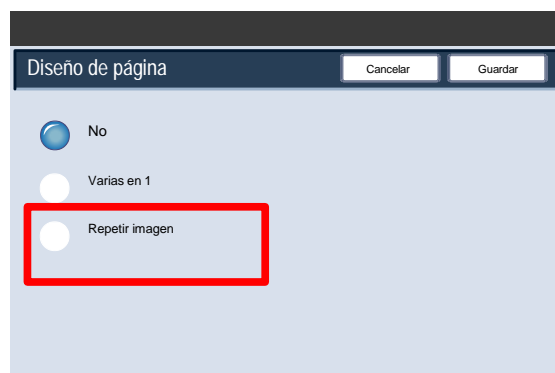 Diseño de página
Cancelar
Guardar
No
Varias en 1
Repetir imagen